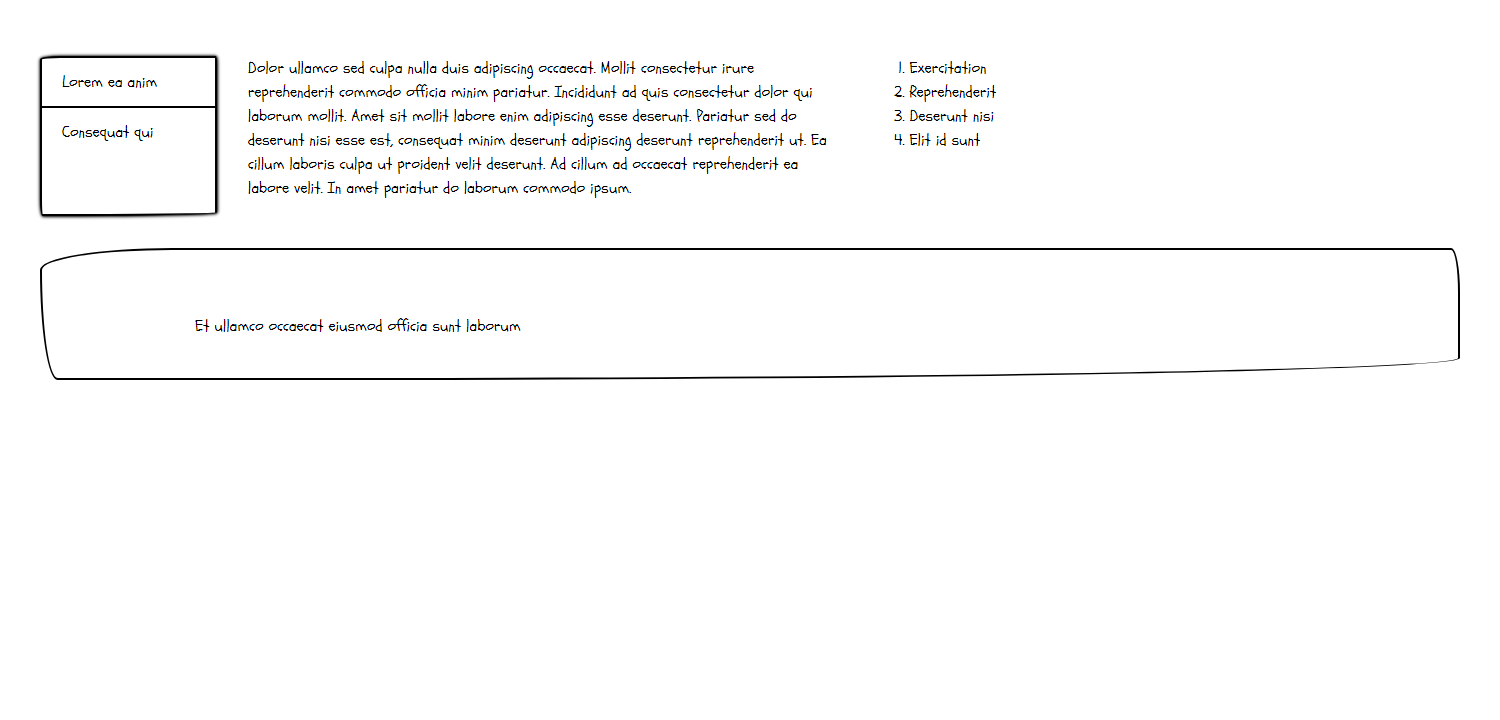 Lorem ea anim
Consequat qui
Dolor ullamco sed culpa nulla duis adipiscing occaecat. Mollit consectetur irure
reprehenderit commodo officia minim pariatur. Incididunt ad quis consectetur dolor qui
laborum mollit. Amet sit mollit labore enim adipiscing esse deserunt. Pariatur sed do
deserunt nisi esse est, consequat minim deserunt adipiscing deserunt reprehenderit ut. Ea
cillum laboris culpa ut proident velit deserunt. Ad cillum ad occaecat reprehenderit ea
labore velit. In amet pariatur do laborum commodo ipsum.
1. Exercitation
2. Reprehenderit
3. Deserunt nisi
4. Elit id sunt
Et ullamco occaecat eiusmod officia sunt laborum